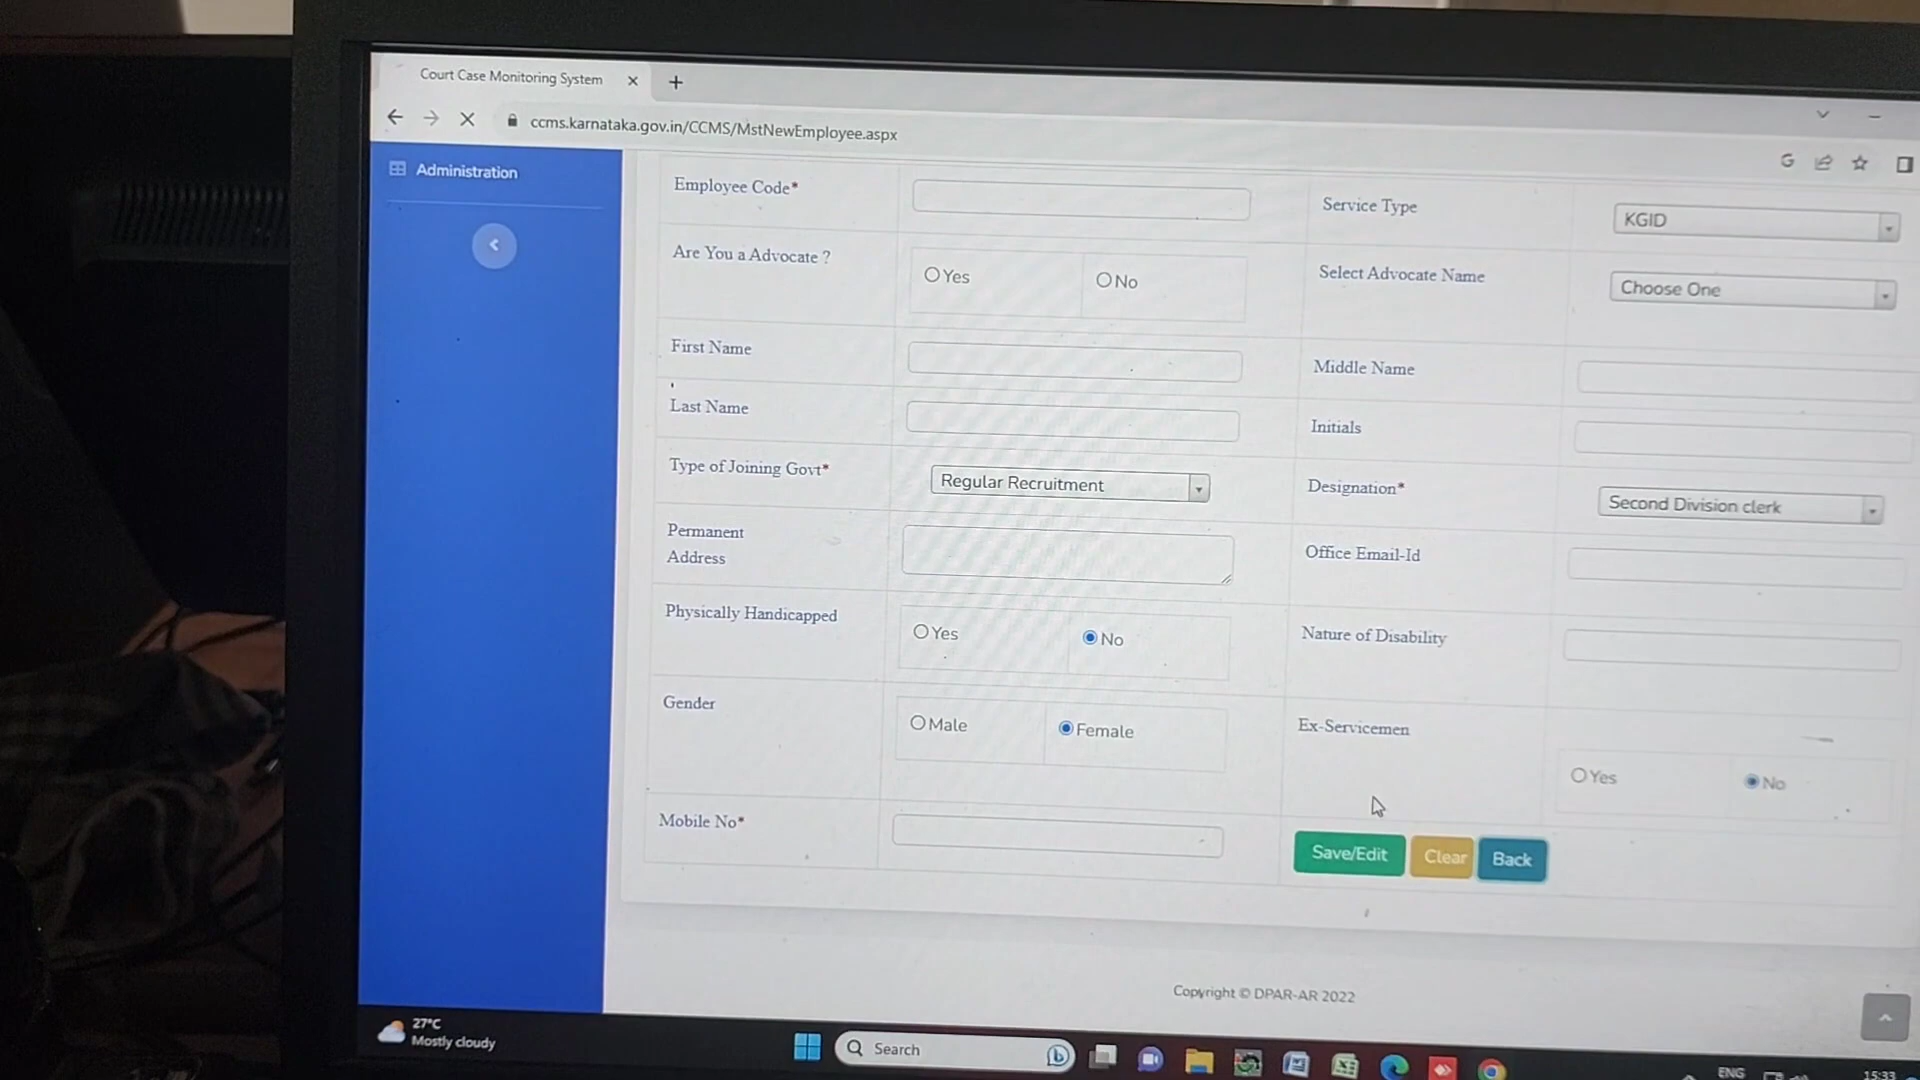 Court Case Monitoring System
ccms.karnataka.gov.in/CCMS/MstNewEmployee.aspx
G
Administration
Employee Code*
Service Type
KGID
Are You a Advocate ?
Yes
No
Select Advocate Name
Choose One
First Name
Middle Name
Last Name
Initials
Type of Joining Govt*
Regular Recruitment
Designation*
Second Division clerk
Permanent
Address
Office Email-Id
Physically Handicapped
Yes
No
Nature of Disability
Gender
Male
Female
Ex-Servicemen
Yes
No
Mobile No*
Save/Edit
Clear
Back
Copyright © DPAR-AR 2022
27°C
Mostly cloudy
Search
ENG
15:33